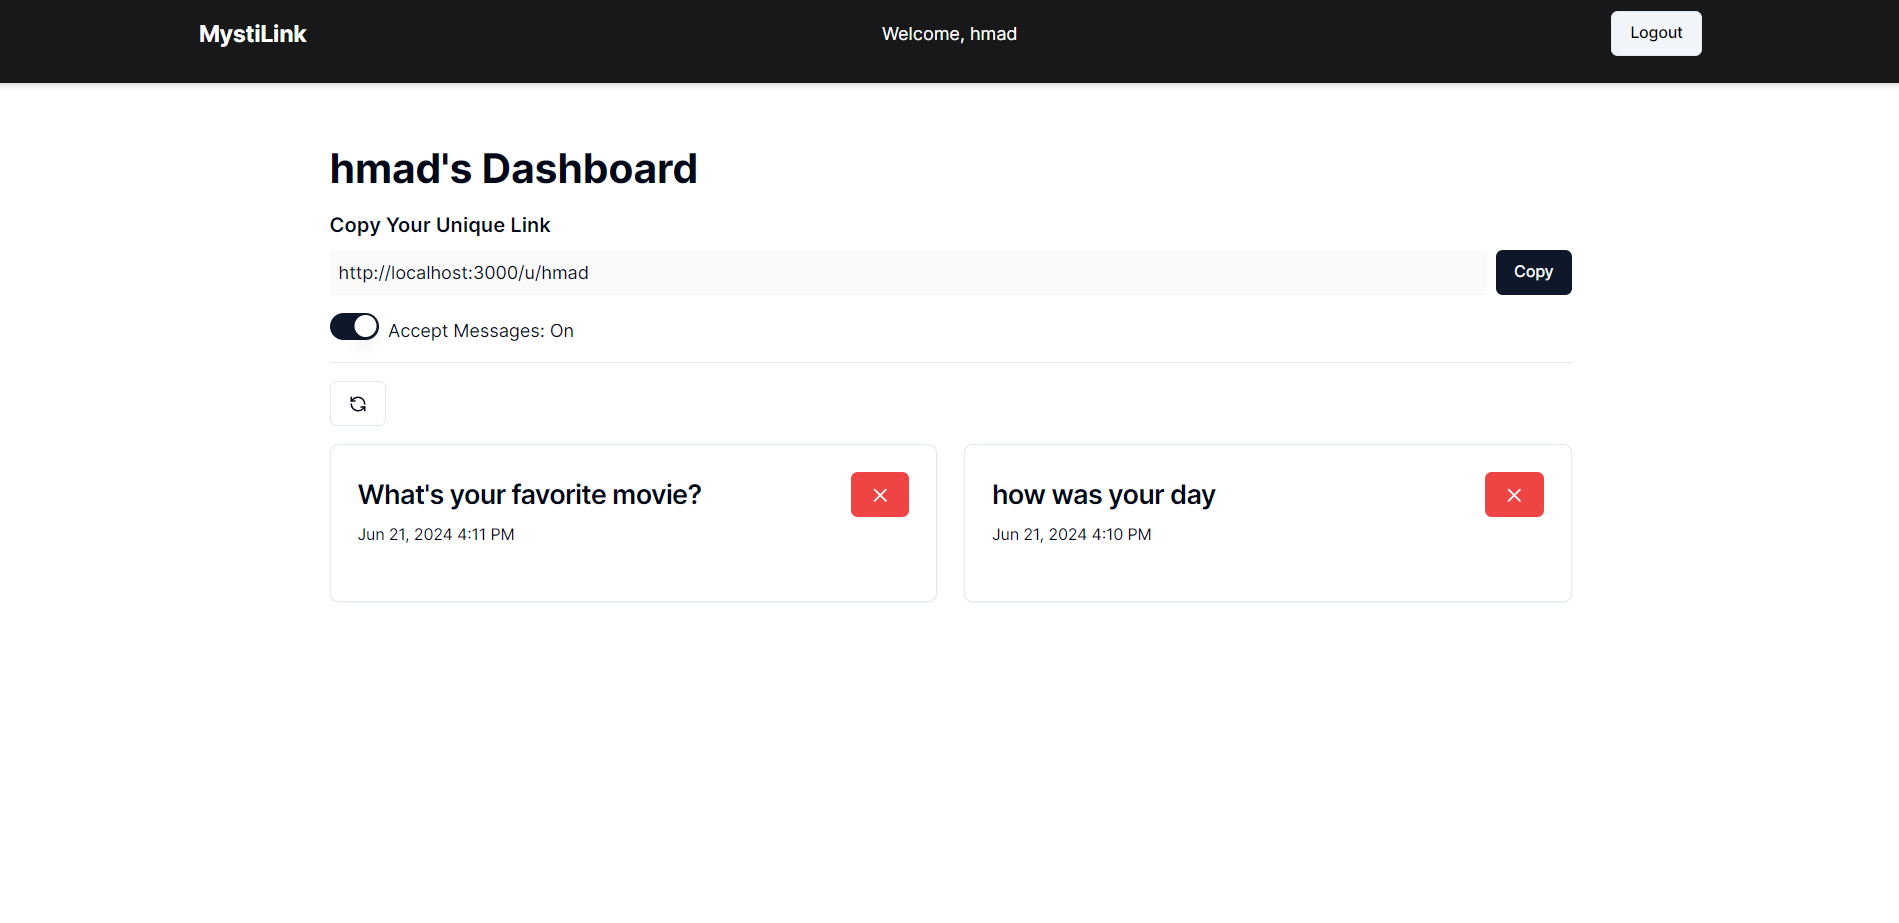 MystiLink
Welcome, hmad
Logout
hmad's Dashboard
Copy Your Unique Link
http://localhost:3000/u/hmad
Copy
Accept Messages: On
What's your favorite movie?
Jun 21, 2024 4:11 PM
how was your day
Jun 21, 2024 4:10 PM